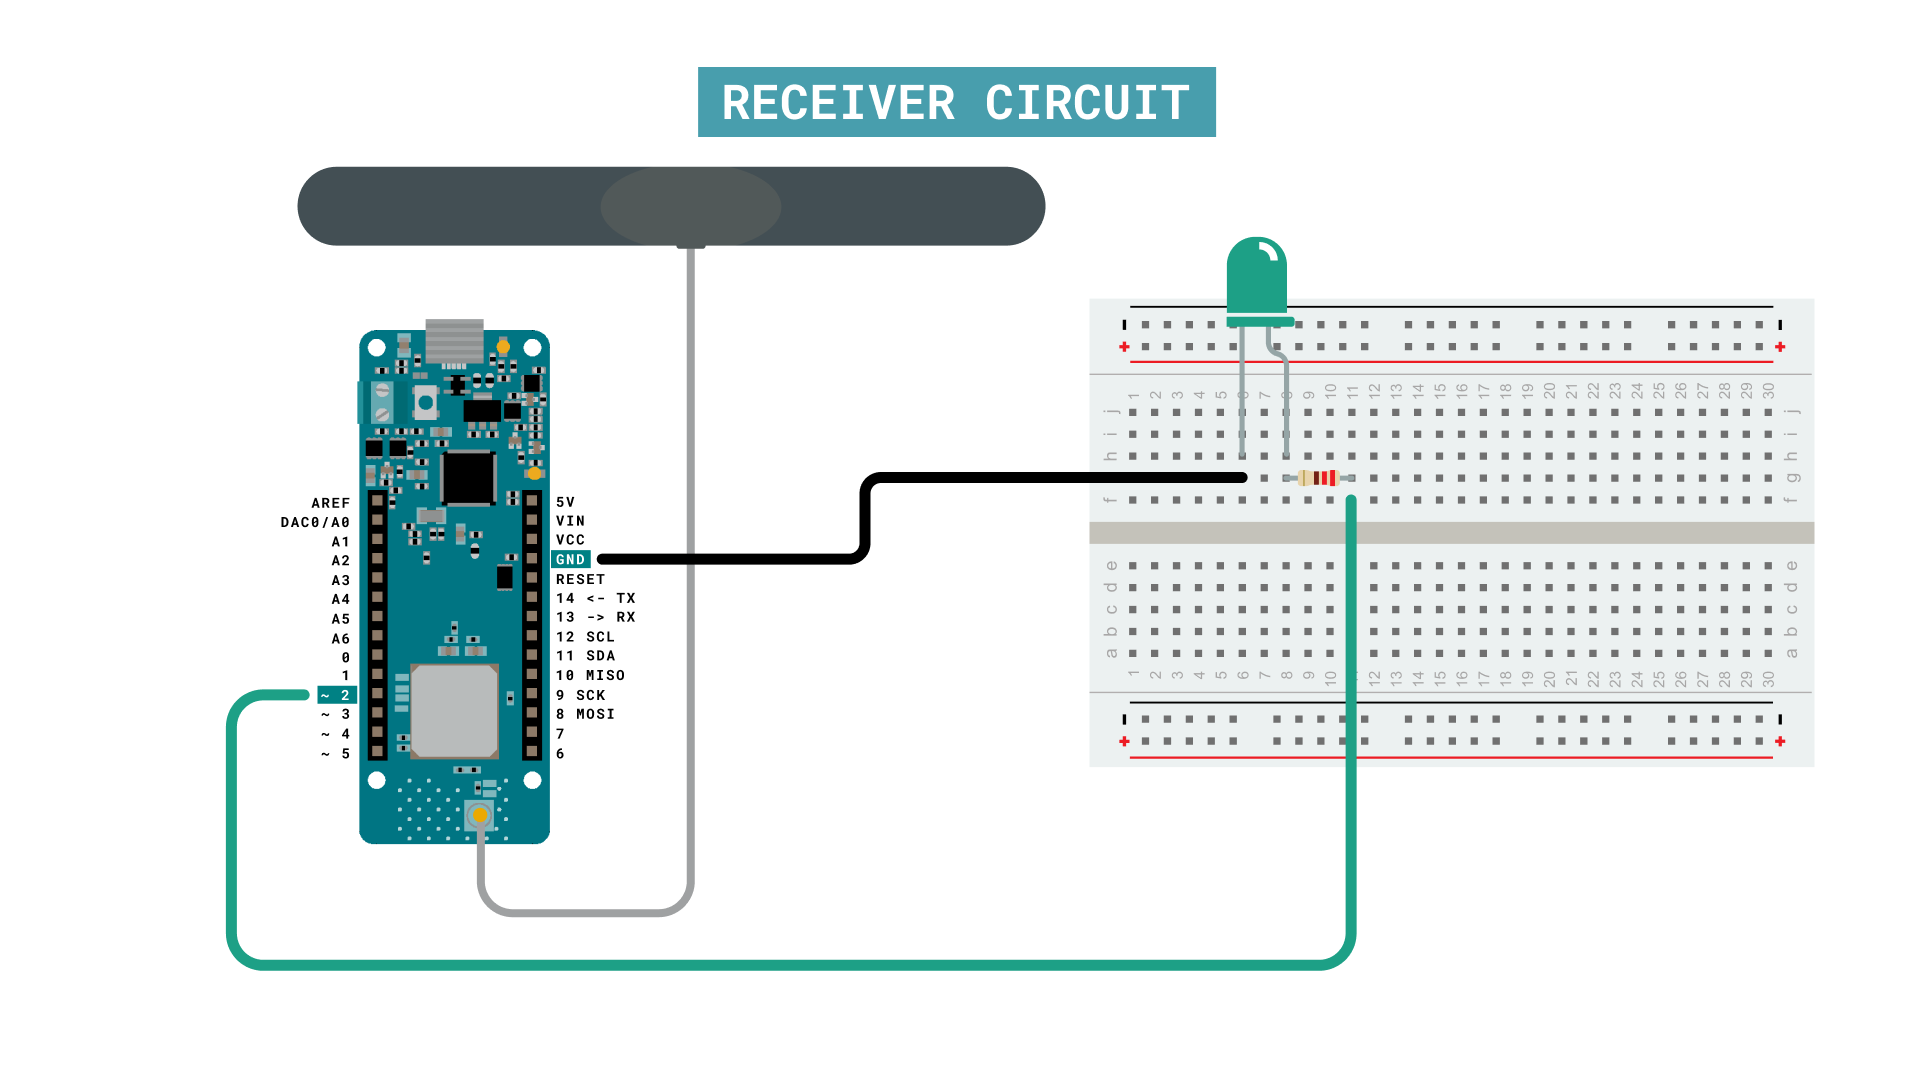 RECEIVER CIRCUIT
AREF
DAC0/A0
A1
A2
A3
A4
A5
A6
0
1
~ 2
~ 3
~ 4
~ 5
5V
VIN
VCC
GND
RESET
14 <- TX
13 -> RX
12 SCL
11 SDA
10 MISO
9 SCK
8 MOSI
7
6
- -
+ +
1 2 3 4 5 6 7 8 9 10 11 12 13 14 15 16 17 18 19 20 21 22 23 24 25 26 27 28 29 30
j j
i i
h h
g
f f
e e
d d
c c
b b
a a
1 2 3 4 5 6 7 8 9 10 11 12 13 14 15 16 17 18 19 20 21 22 23 24 25 26 27 28 29 30
- -
+ +